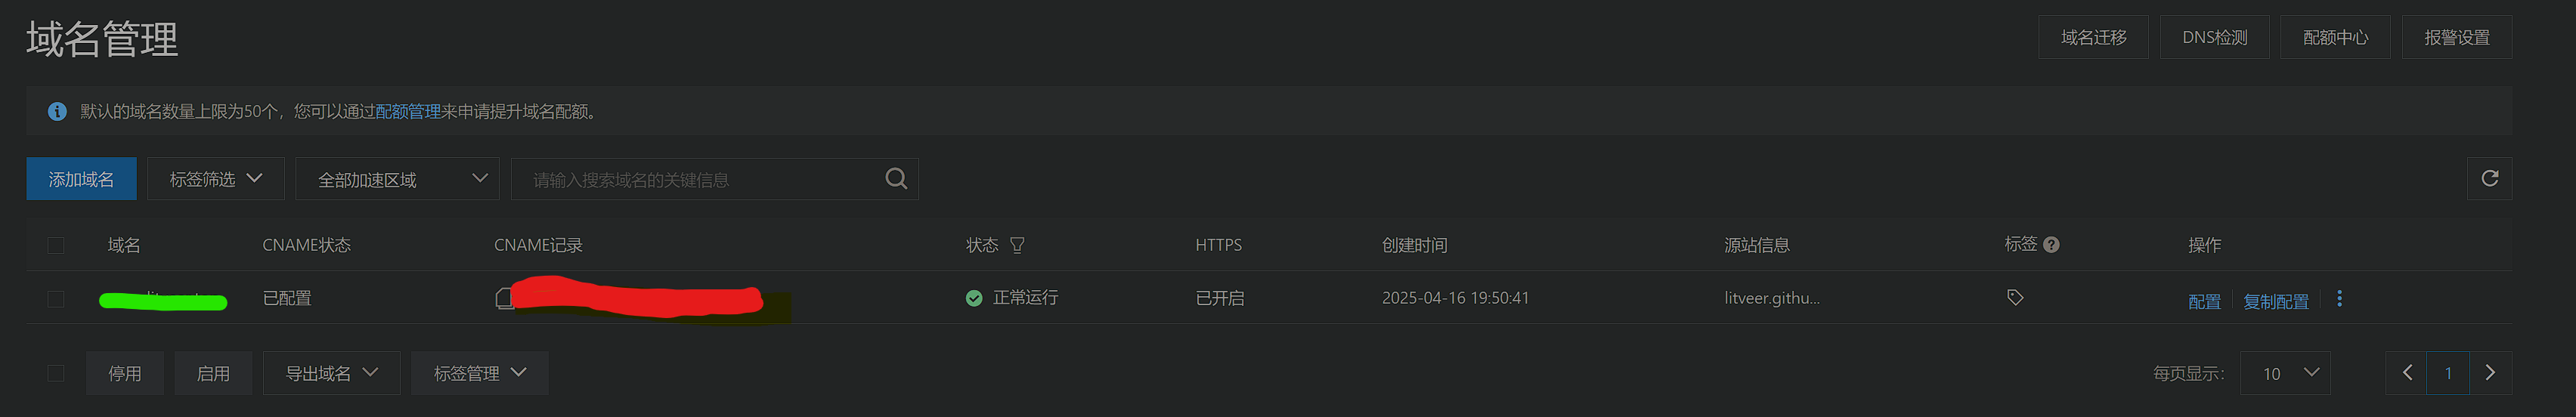 域名管理
域名迁移 DNS检测 配额中心 报警设置
默认的域名数量上限为50个，您可以通过配额管理来申请提升域名配额。
添加域名 标签筛选 全部加速区域 请输入搜索域名的关键信息
域名 CNAME状态 CNAME记录 状态 HTTPS 创建时间 源站信息 标签 操作
已配置 正常运行 已开启 2025-04-16 19:50:41 litveer.githu... 配置 复制配置
停用 启用 导出域名 标签管理 每页显示： 10 1